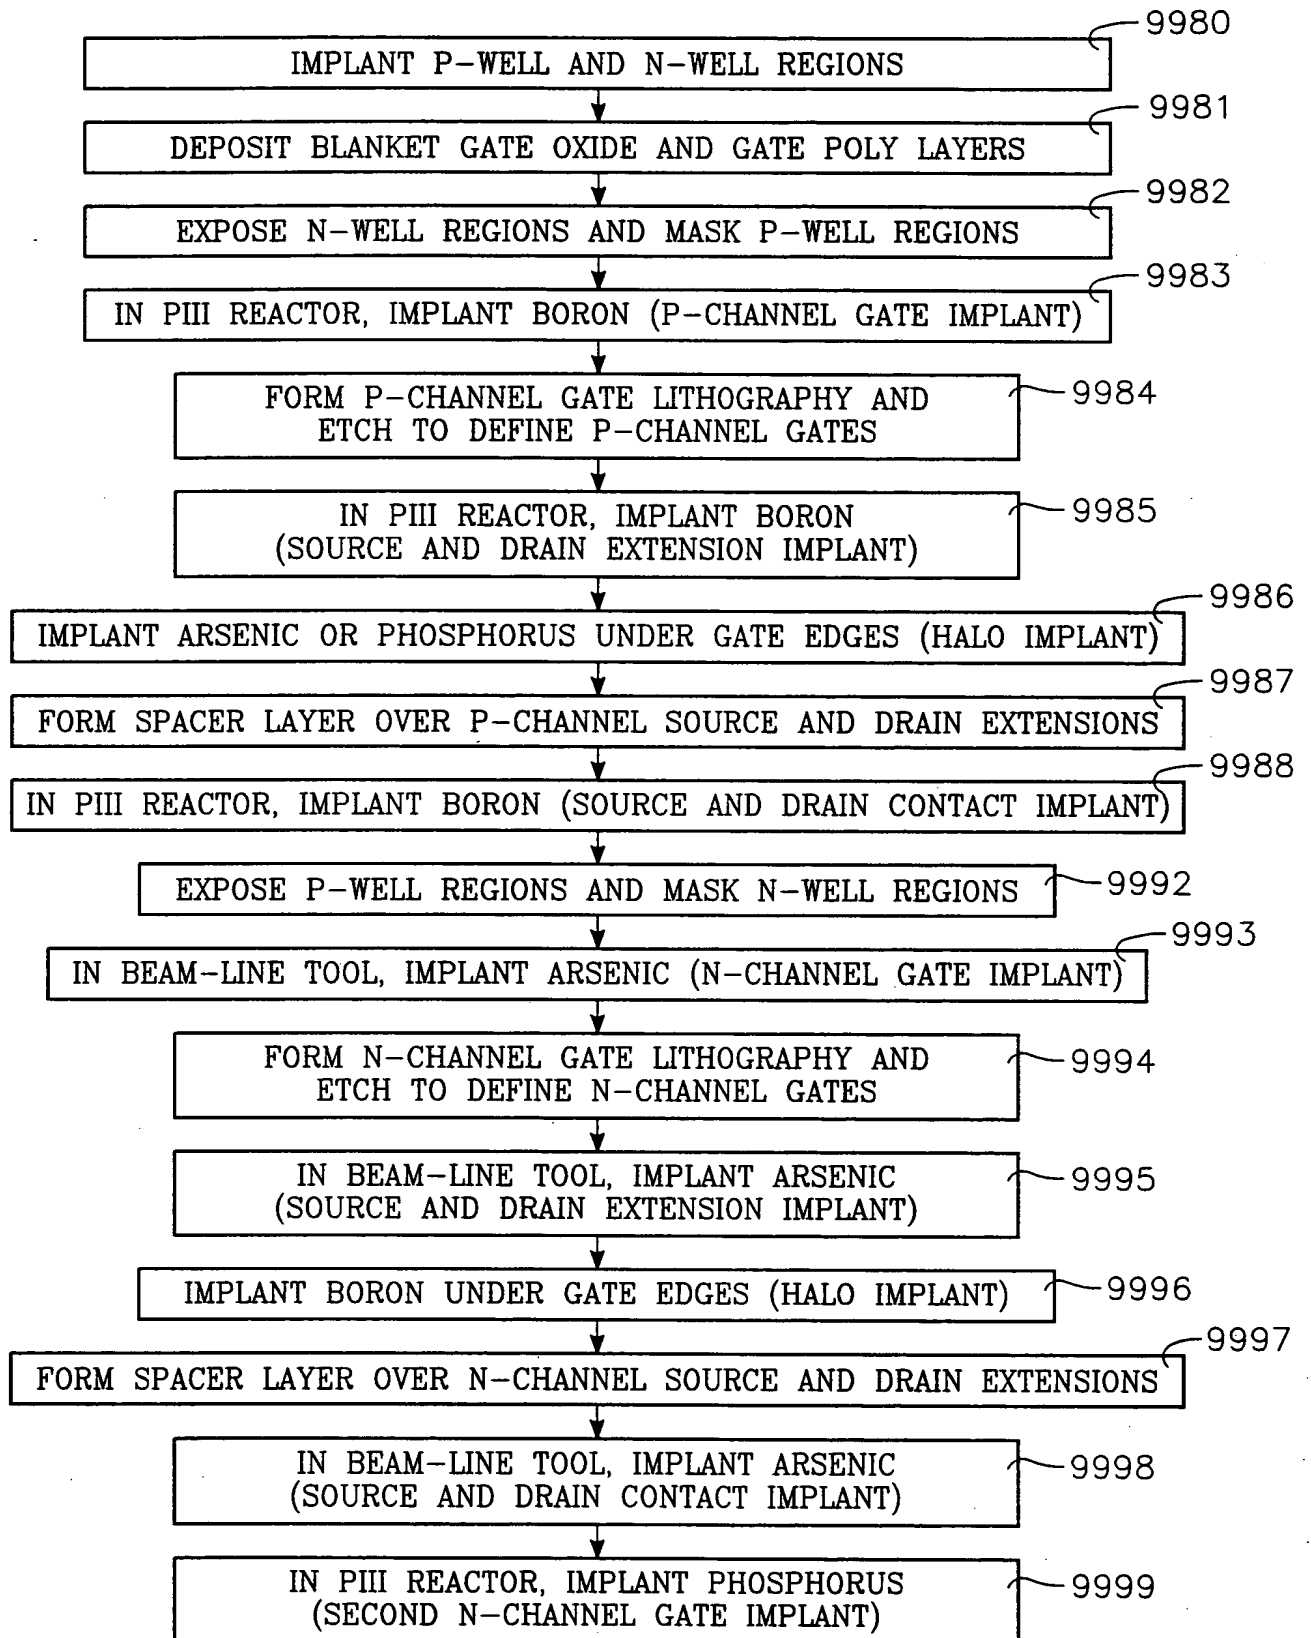 9980
IMPLANT P-WELL AND N-WELL REGIONS
9981
DEPOSIT BLANKET GATE OXIDE AND GATE POLY LAYERS
9982
EXPOSE N-WELL REGIONS AND MASK P-WELL REGIONS
9983
IN PIII REACTOR, IMPLANT BORON (P-CHANNEL GATE IMPLANT)
FORM P-CHANNEL GATE LITHOGRAPHY AND
ETCH TO DEFINE P-CHANNEL GATES
9984
IN PIII REACTOR, IMPLANT BORON
(SOURCE AND DRAIN EXTENSION IMPLANT)
9985
9986
IMPLANT ARSENIC OR PHOSPHORUS UNDER GATE EDGES (HALO IMPLANT)
9987
FORM SPACER LAYER OVER P-CHANNEL SOURCE AND DRAIN EXTENSIONS
9988
IN PIII REACTOR, IMPLANT BORON (SOURCE AND DRAIN CONTACT IMPLANT)
EXPOSE P-WELL REGIONS AND MASK N-WELL REGIONS
9992
9993
IN BEAM-LINE TOOL, IMPLANT ARSENIC (N-CHANNEL GATE IMPLANT)
FORM N-CHANNEL GATE LITHOGRAPHY AND
ETCH TO DEFINE N-CHANNEL GATES
9994
IN BEAM-LINE TOOL, IMPLANT ARSENIC
(SOURCE AND DRAIN EXTENSION IMPLANT)
9995
IMPLANT BORON UNDER GATE EDGES (HALO IMPLANT)
9996
9997
FORM SPACER LAYER OVER N-CHANNEL SOURCE AND DRAIN EXTENSIONS
IN BEAM-LINE TOOL, IMPLANT ARSENIC
(SOURCE AND DRAIN CONTACT IMPLANT)
9998
IN PIII REACTOR, IMPLANT PHOSPHORUS
(SECOND N-CHANNEL GATE IMPLANT)
9999